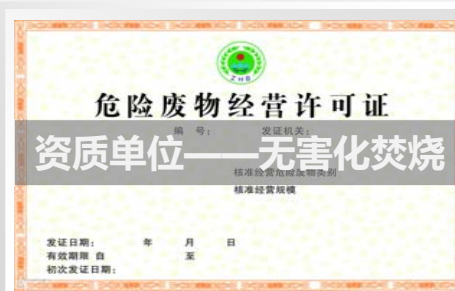 ZHB
危险废物经营许可证
编 号： 发证机关：
资质单位——无害化焚烧
核准经营危险废物类别
核准经营规模
发证日期： 年 月 日
有效期限 自 至
初次发证日期：